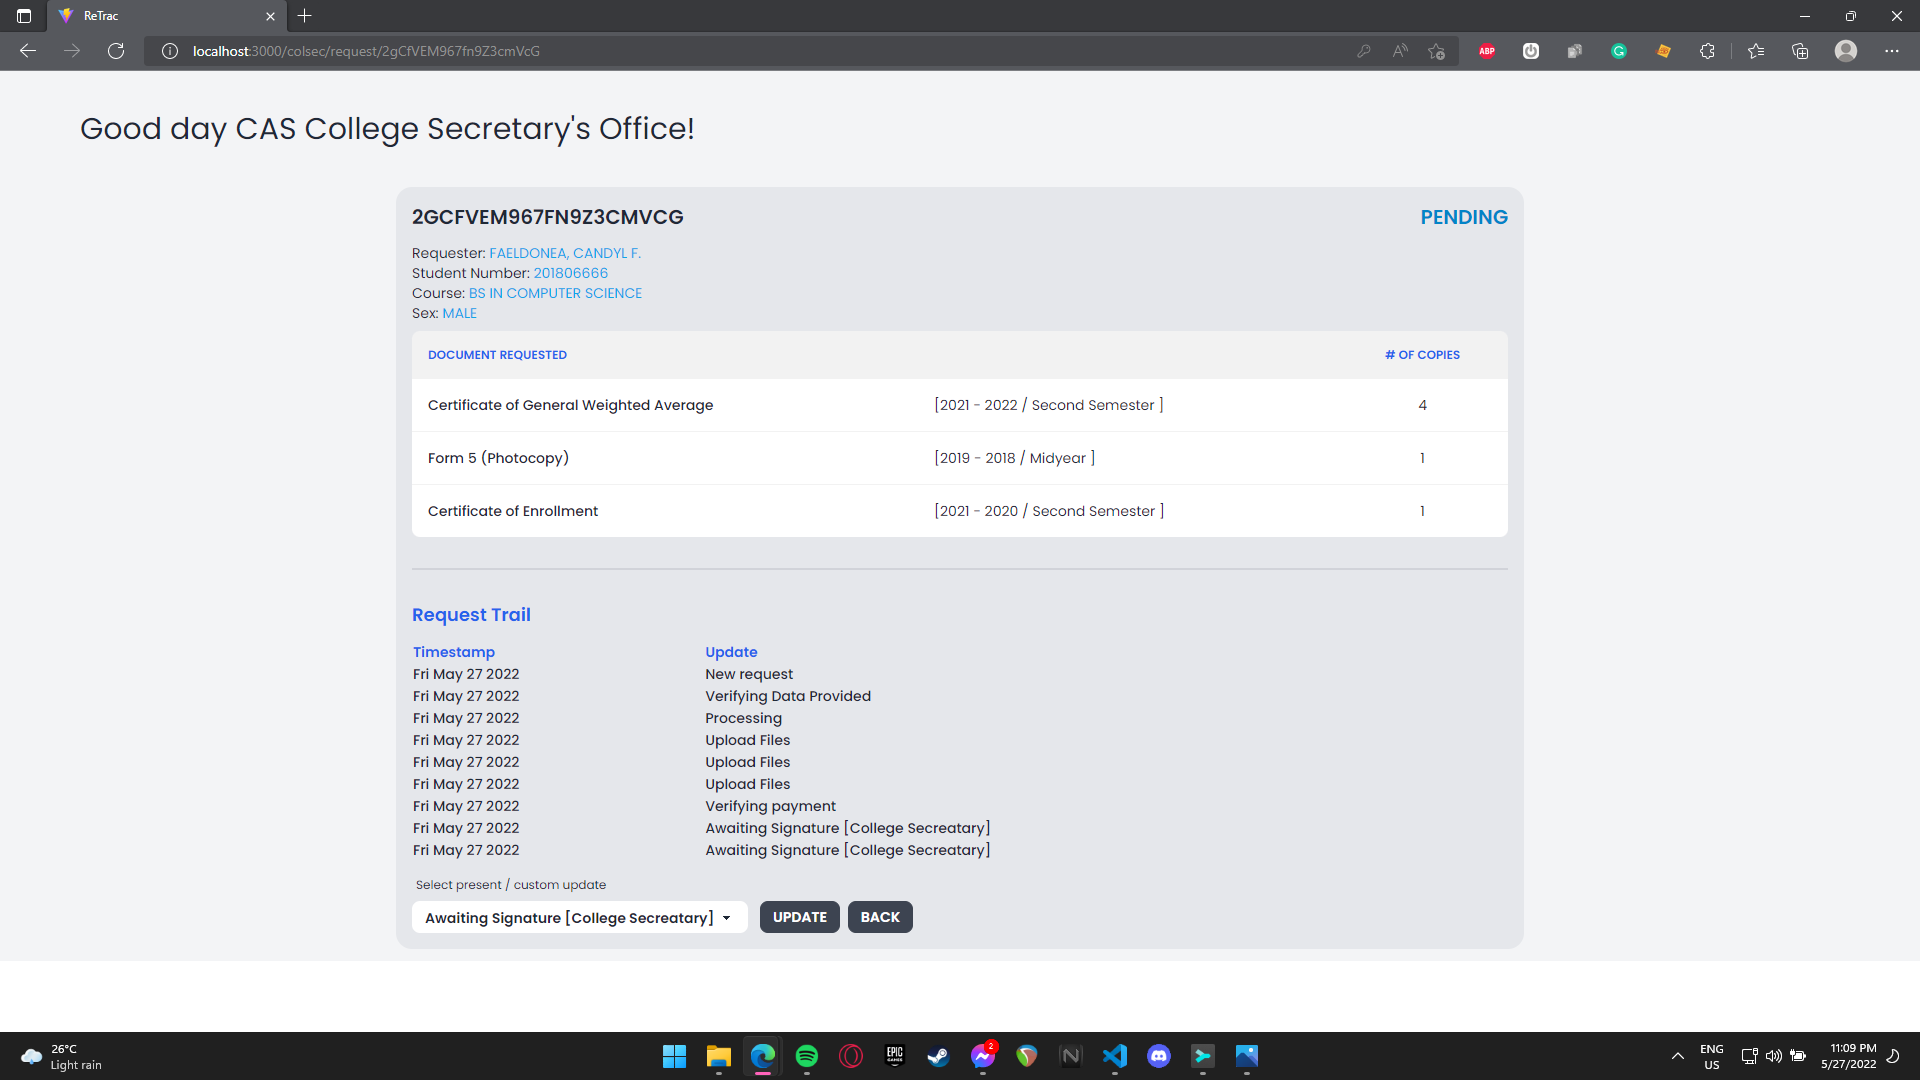 ReTrac
localhost:3000/colsec/request/2gCfVEM967fn9Z3cmVcG
ABP
Good day CAS College Secretary's Office!
2GCFVEM967FN9Z3CMVCG PENDING
Requester: FAELDONEA, CANDYL F.
Student Number: 201806666
Course: BS IN COMPUTER SCIENCE
Sex: MALE
DOCUMENT REQUESTED # OF COPIES
Certificate of General Weighted Average [2021 - 2022 / Second Semester ] 4
Form 5 (Photocopy) [2019 - 2018 / Midyear ] 1
Certificate of Enrollment [2021 - 2020 / Second Semester ] 1
Request Trail
Timestamp Update
Fri May 27 2022 New request
Fri May 27 2022 Verifying Data Provided
Fri May 27 2022 Processing
Fri May 27 2022 Upload Files
Fri May 27 2022 Upload Files
Fri May 27 2022 Upload Files
Fri May 27 2022 Verifying payment
Fri May 27 2022 Awaiting Signature [College Secreatary]
Fri May 27 2022 Awaiting Signature [College Secreatary]
Select present / custom update
Awaiting Signature [College Secreatary] UPDATE BACK
26°C
Light rain
EPIC
GAMES
2
ENG
US
11:09 PM
5/27/2022